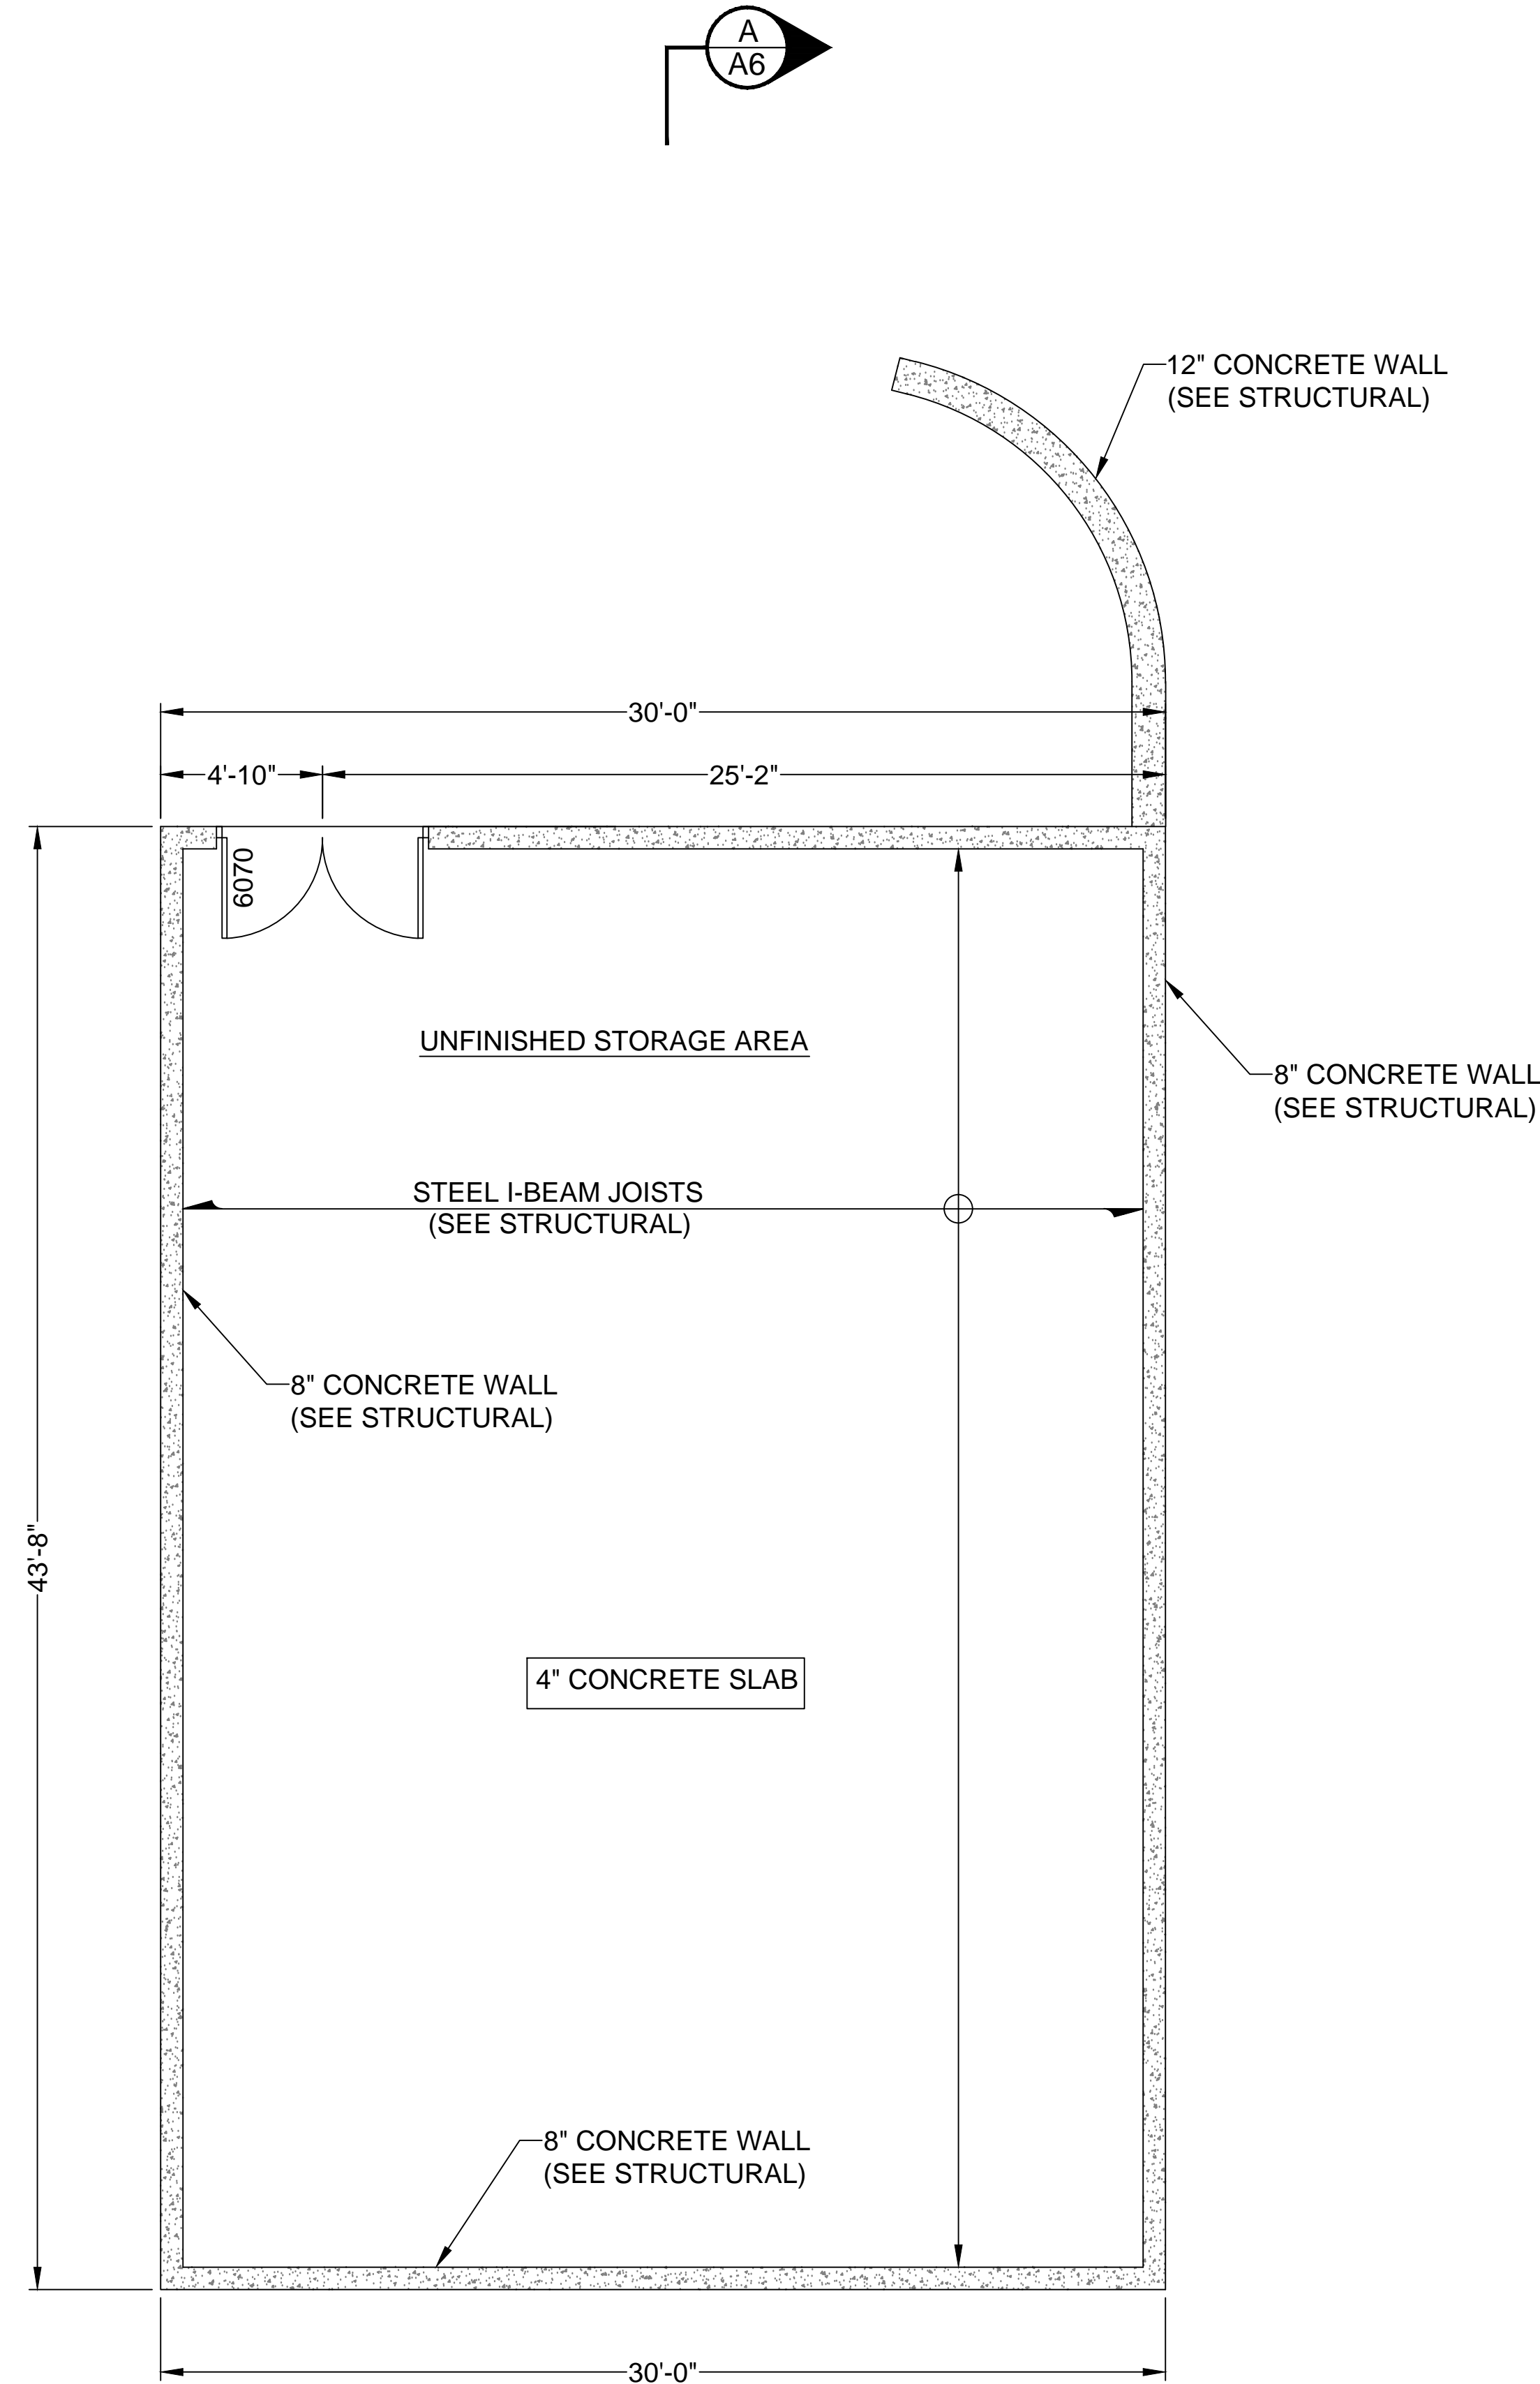 A
A6
12" CONCRETE WALL
(SEE STRUCTURAL)
30'-0"
4'-10"
25'-2"
6070
UNFINISHED STORAGE AREA
8" CONCRETE WALL
(SEE STRUCTURAL)
STEEL I-BEAM JOISTS
(SEE STRUCTURAL)
8" CONCRETE WALL
(SEE STRUCTURAL)
43'-8"
4" CONCRETE SLAB
8" CONCRETE WALL
(SEE STRUCTURAL)
30'-0"